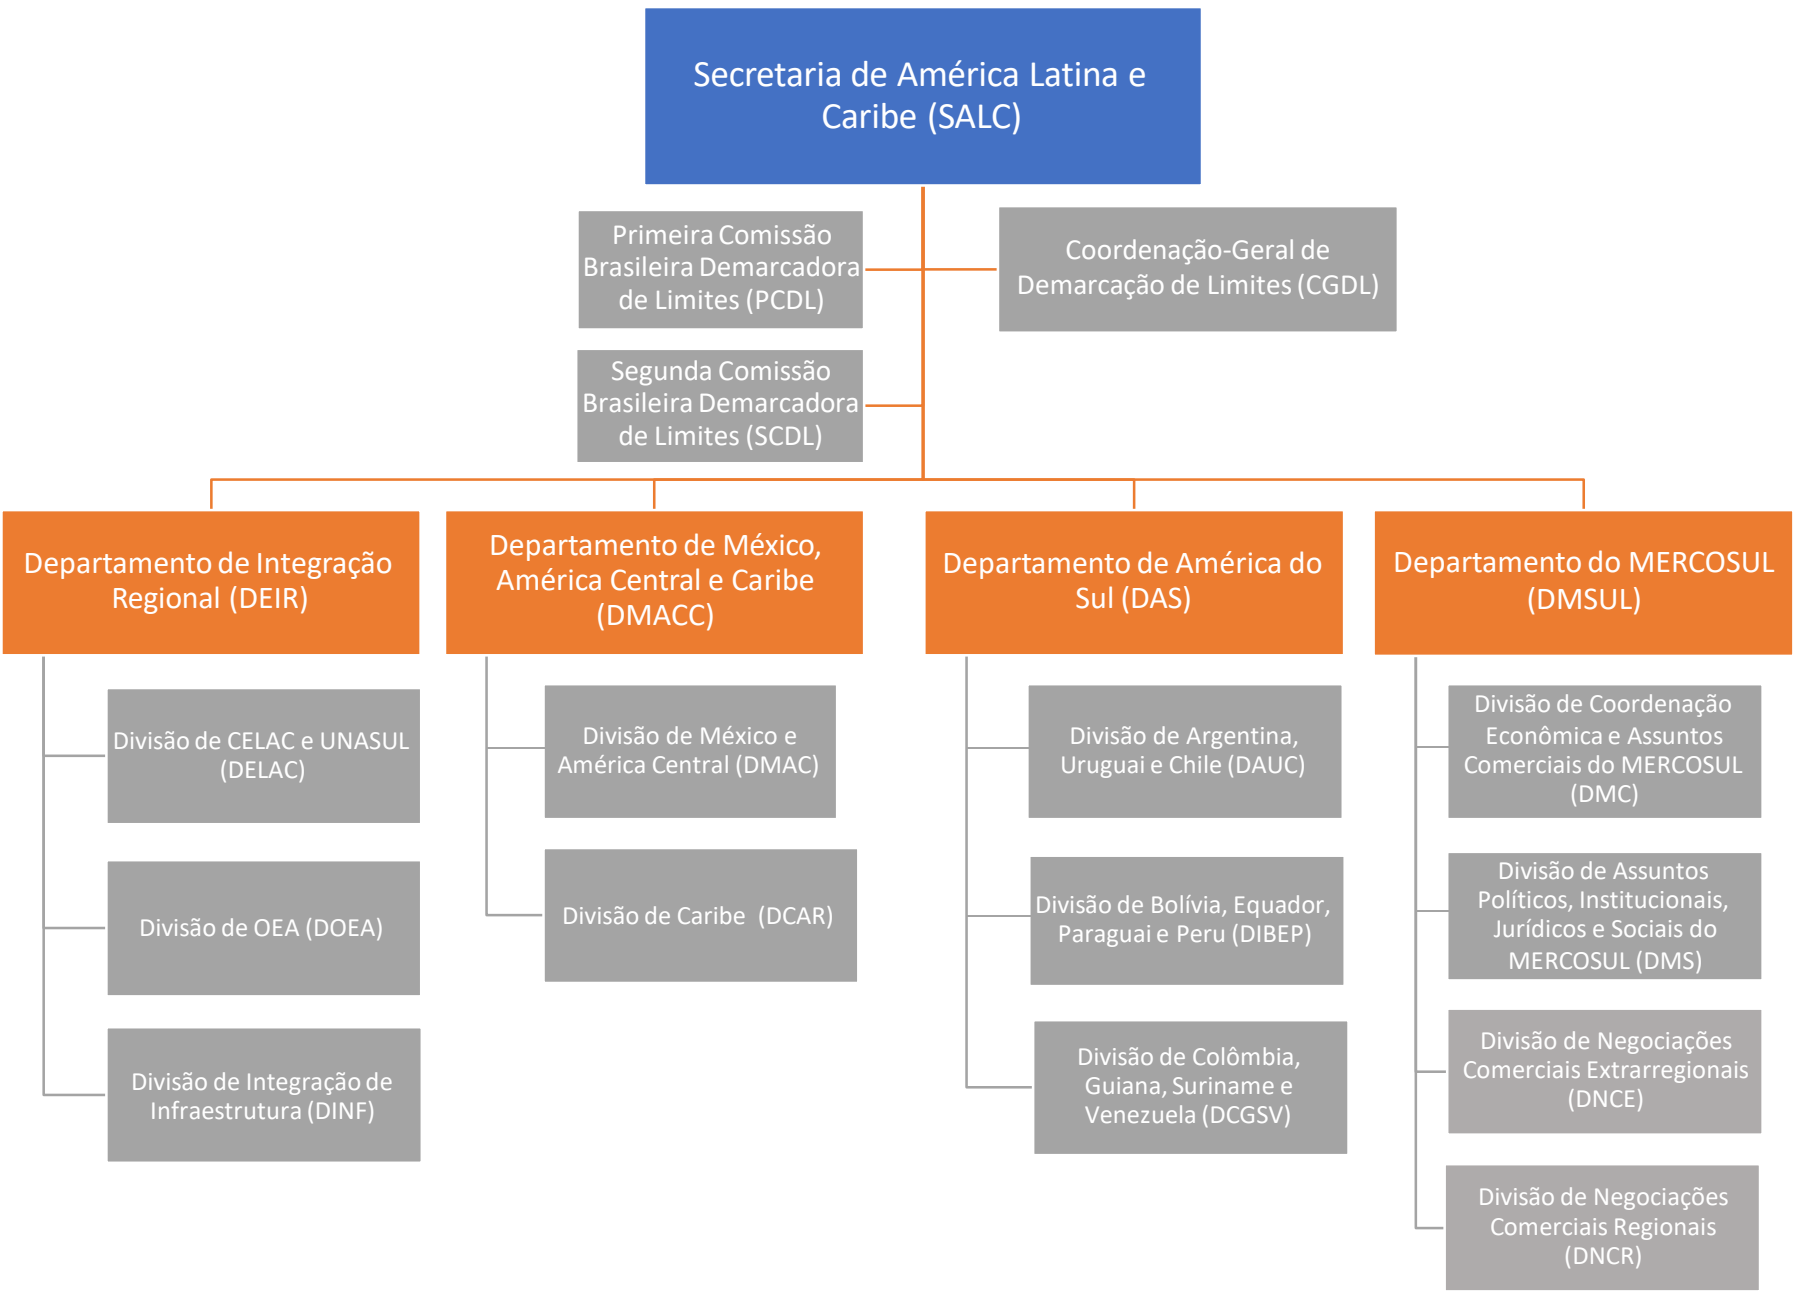 Secretaria de América Latina e
Caribe (SALC)
Primeira Comissão
Brasileira Demarcadora
de Limites (PCDL)
Coordenação-Geral de
Demarcação de Limites (CGDL)
Segunda Comissão
Brasileira Demarcadora
de Limites (SCDL)
Departamento de Integração
Regional (DEIR)
Departamento de México,
América Central e Caribe
(DMACC)
Departamento de América do
Sul (DAS)
Departamento do MERCOSUL
(DMSUL)
Divisão de CELAC e UNASUL
(DELAC)
Divisão de OEA (DOEA)
Divisão de Integração de
Infraestrutura (DINF)
Divisão de México e
América Central (DMAC)
Divisão de Caribe (DCAR)
Divisão de Argentina,
Uruguai e Chile (DAUC)
Divisão de Bolívia, Equador,
Paraguai e Peru (DIBEP)
Divisão de Colômbia,
Guiana, Suriname e
Venezuela (DCGSV)
Divisão de Coordenação
Econômica e Assuntos
Comerciais do MERCOSUL
(DMC)
Divisão de Assuntos
Políticos, Institucionais,
Jurídicos e Sociais do
MERCOSUL (DMS)
Divisão de Negociações
Comerciais Extrarregionais
(DNCE)
Divisão de Negociações
Comerciais Regionais
(DNCR)